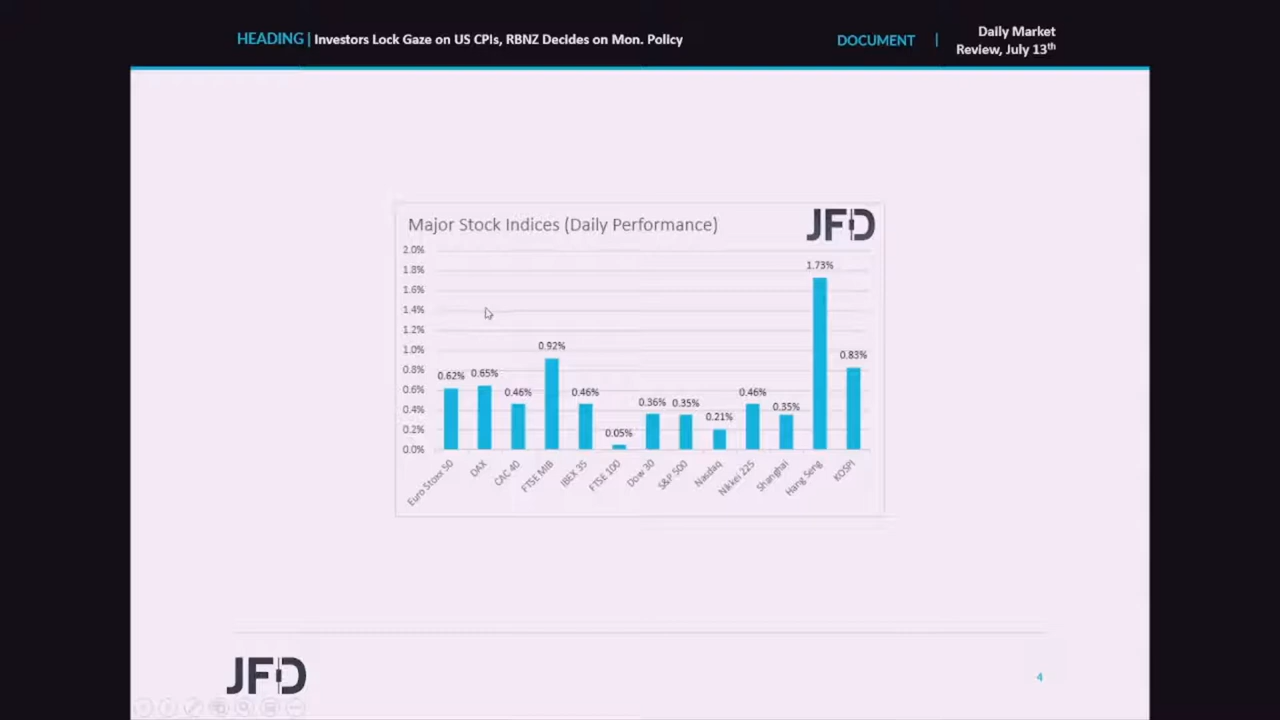 HEADING | Investors Lock Gaze on US CPIs, RBNZ Decides on Mon. Policy
DOCUMENT | Daily Market
Review, July 13th
Major Stock Indices (Daily Performance)
JFD
2.0%
1.8%
1.6%
1.4%
1.2%
1.0%
0.8%
0.6%
0.4%
0.2%
0.0%
0.62%
0.65%
0.46%
0.92%
0.46%
0.05%
0.36%
0.35%
0.21%
0.46%
0.35%
1.73%
0.83%
Euro Stoxx 50
DAX
CAC 40
FTSE MIB
IBEX 35
FTSE 100
Dow 30
S&P 500
Nasdaq
Nikkei 225
Shanghai
Hang Seng
KOSPI
JFD
4